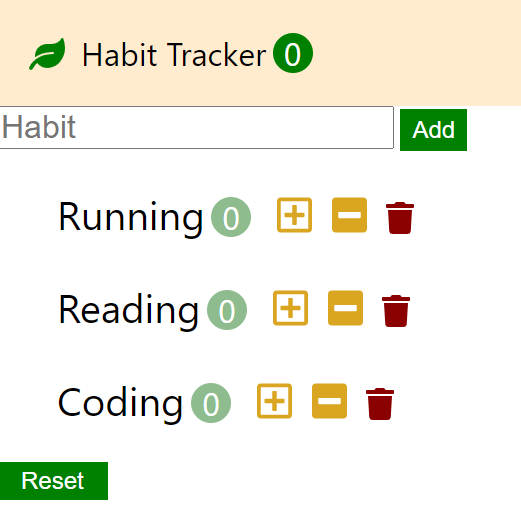 Habit Tracker 0
Habit Add
Running 0
Reading 0
Coding 0
Reset